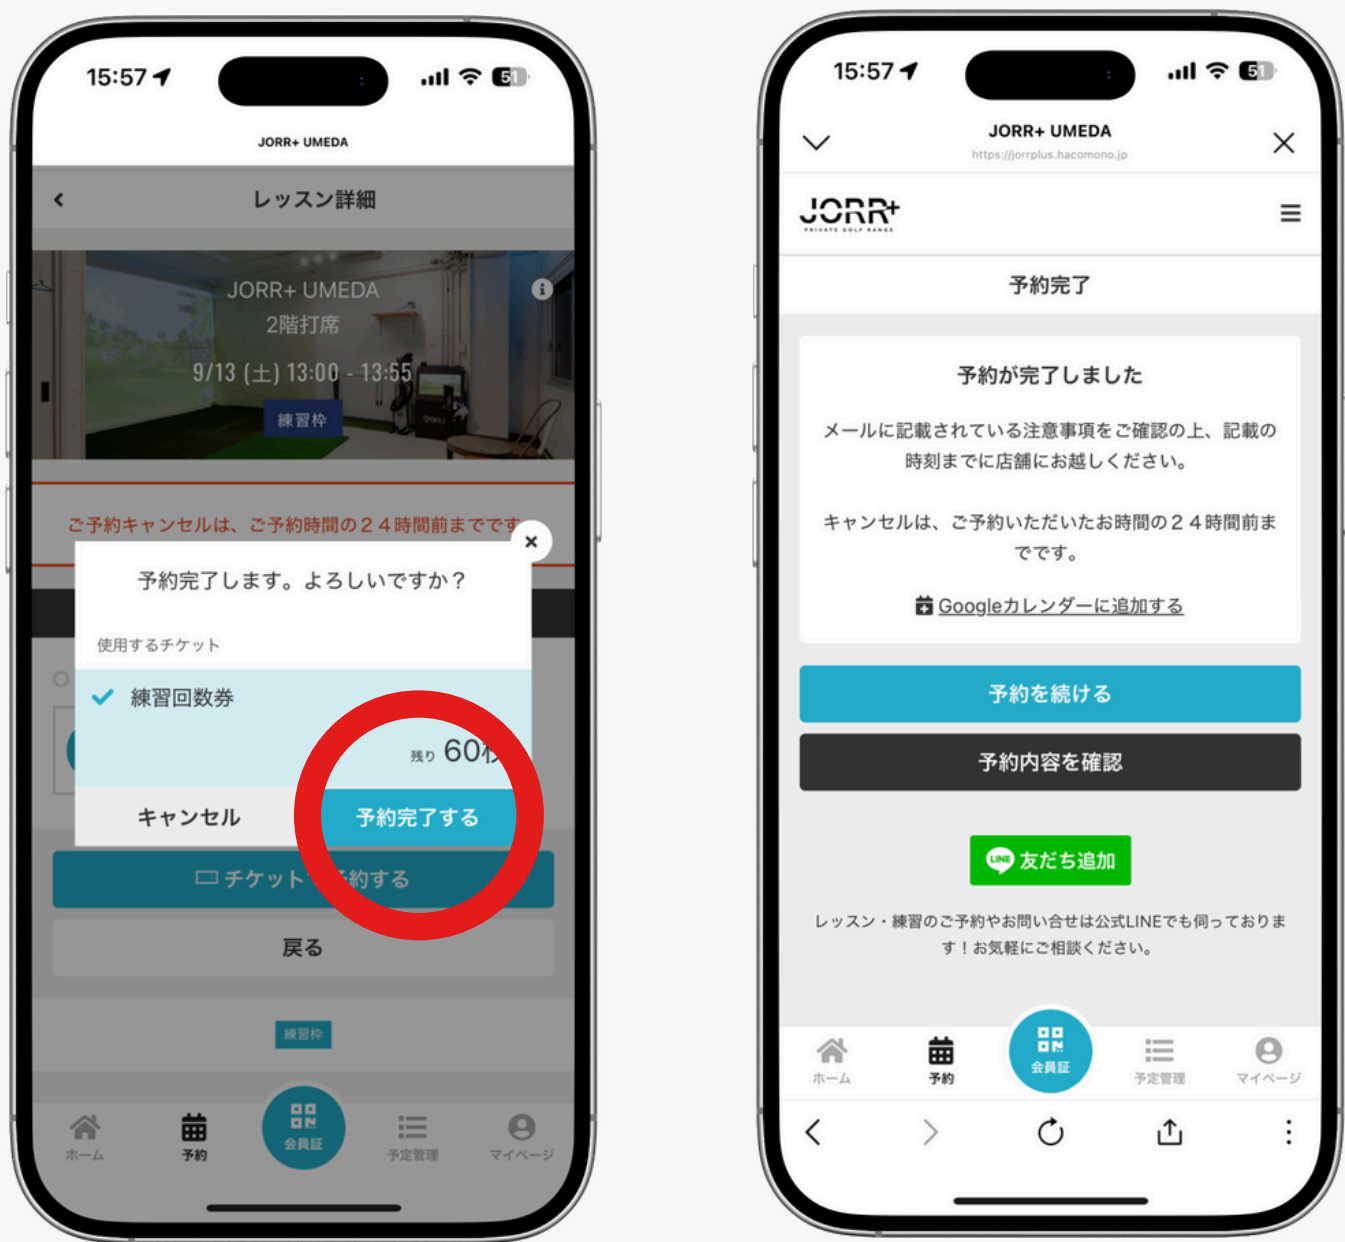 15:57
51
JORR+ UMEDA
レッスン詳細
JORR+ UMEDA
2階打席
9/13 (土) 13:00 - 13:55
練習枠
ご予約キャンセルは、ご予約時間の24時間前までです
予約完了します。よろしいですか？
使用するチケット
練習回数券
残り 60
キャンセル
予約完了する
チケット 約する
戻る
練習枠
ホーム
予約
会員証
予定管理
マイページ
15:57
51
JORR+ UMEDA
https://jorrplus.hacomono.jp
JORR+
PRIVATE GOLF RANGE
予約完了
予約が完了しました
メールに記載されている注意事項をご確認の上、記載の
時刻までに店舗にお越しください。
キャンセルは、ご予約いただいたお時間の24時間前ま
でです。
Googleカレンダーに追加する
予約を続ける
予約内容を確認
LINE 友だち追加
レッスン・練習のご予約やお問い合せは公式LINEでも伺っておりま
す！お気軽にご相談ください。
ホーム
予約
会員証
予定管理
マイページ